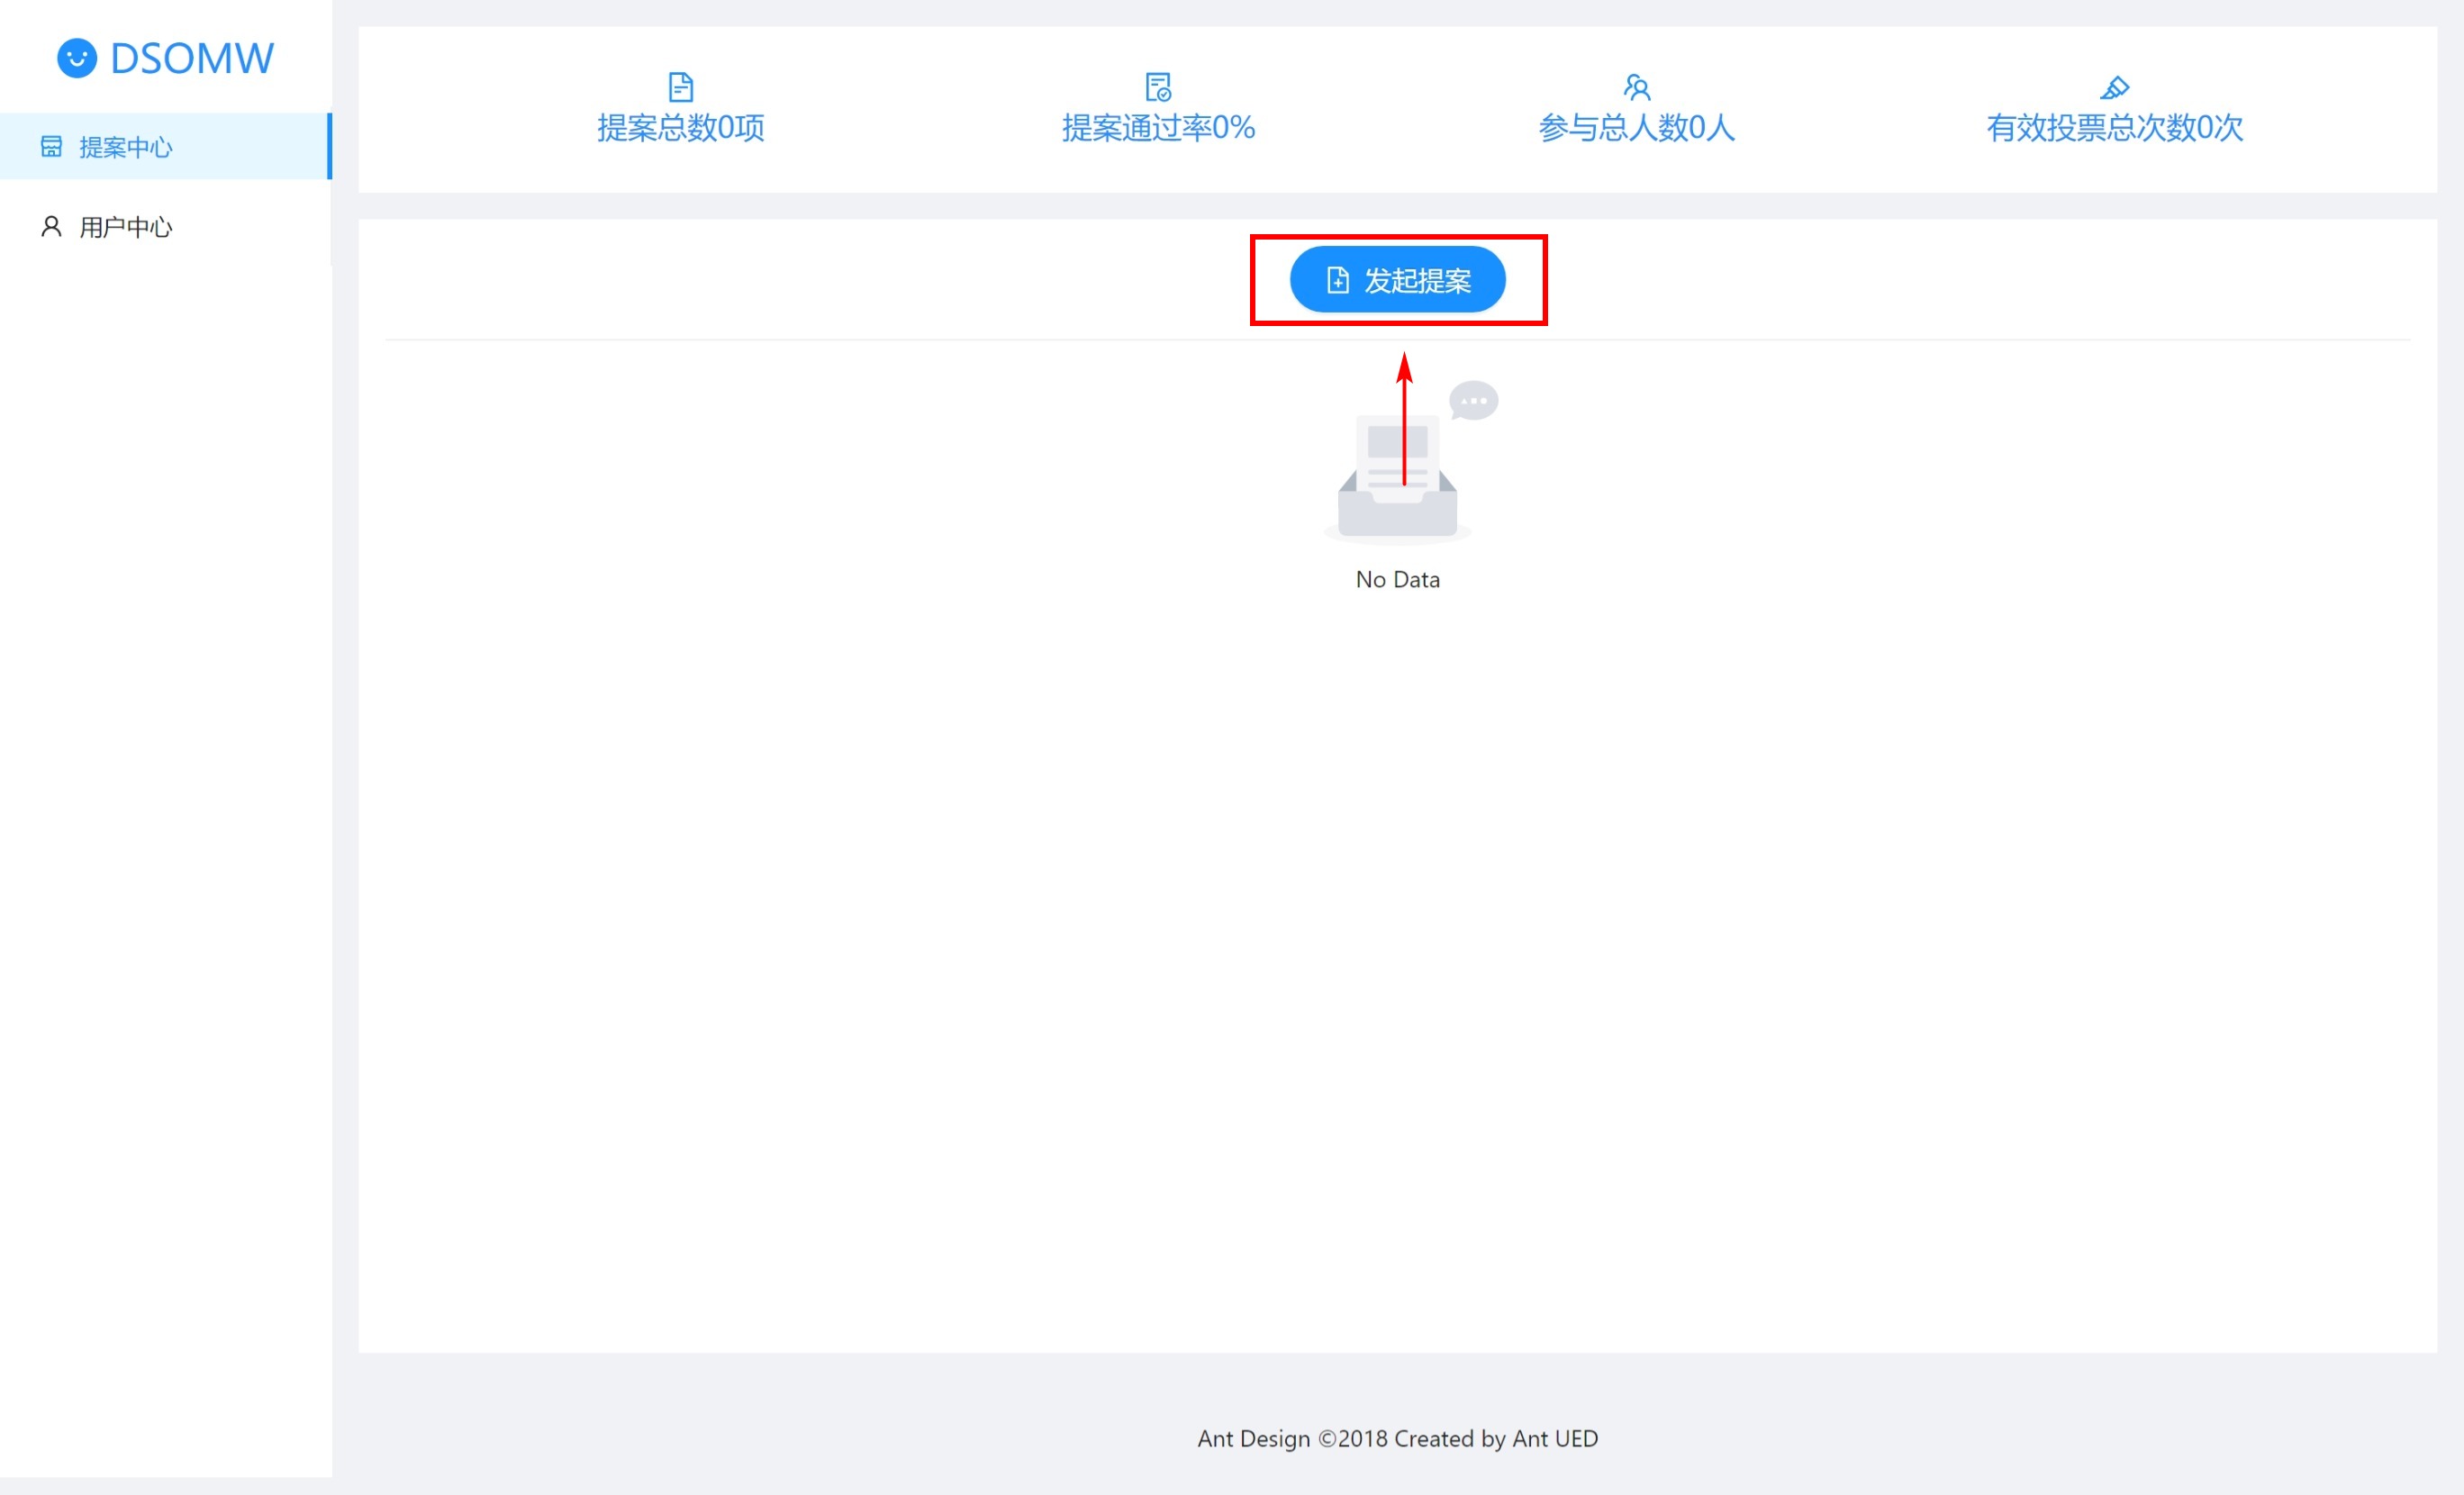 DSOMW
提案中心
用户中心
提案总数0项
提案通过率0%
参与总人数0人
有效投票总次数0次
发起提案
No Data
Ant Design ©2018 Created by Ant UED